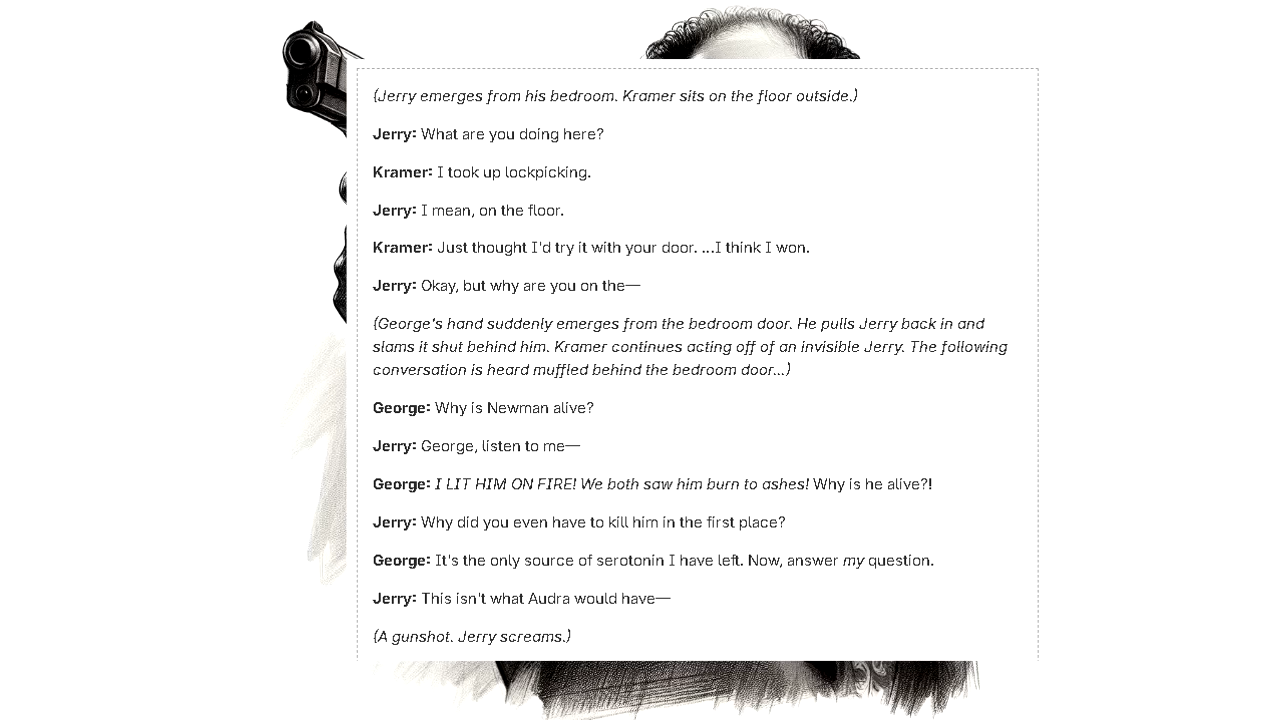 (Jerry emerges from his bedroom. Kramer sits on the floor outside.)
Jerry: What are you doing here?
Kramer: I took up lockpicking.
Jerry: I mean, on the floor.
Kramer: Just thought I'd try it with your door. ...I think I won.
Jerry: Okay, but why are you on the—
(George's hand suddenly emerges from the bedroom door. He pulls Jerry back in and
slams it shut behind him. Kramer continues acting off of an invisible Jerry. The following
conversation is heard muffled behind the bedroom door...)
George: Why is Newman alive?
Jerry: George, listen to me—
George: I LIT HIM ON FIRE! We both saw him burn to ashes! Why is he alive?!
Jerry: Why did you even have to kill him in the first place?
George: It's the only source of serotonin I have left. Now, answer my question.
Jerry: This isn't what Audra would have—
(A gunshot. Jerry screams.)